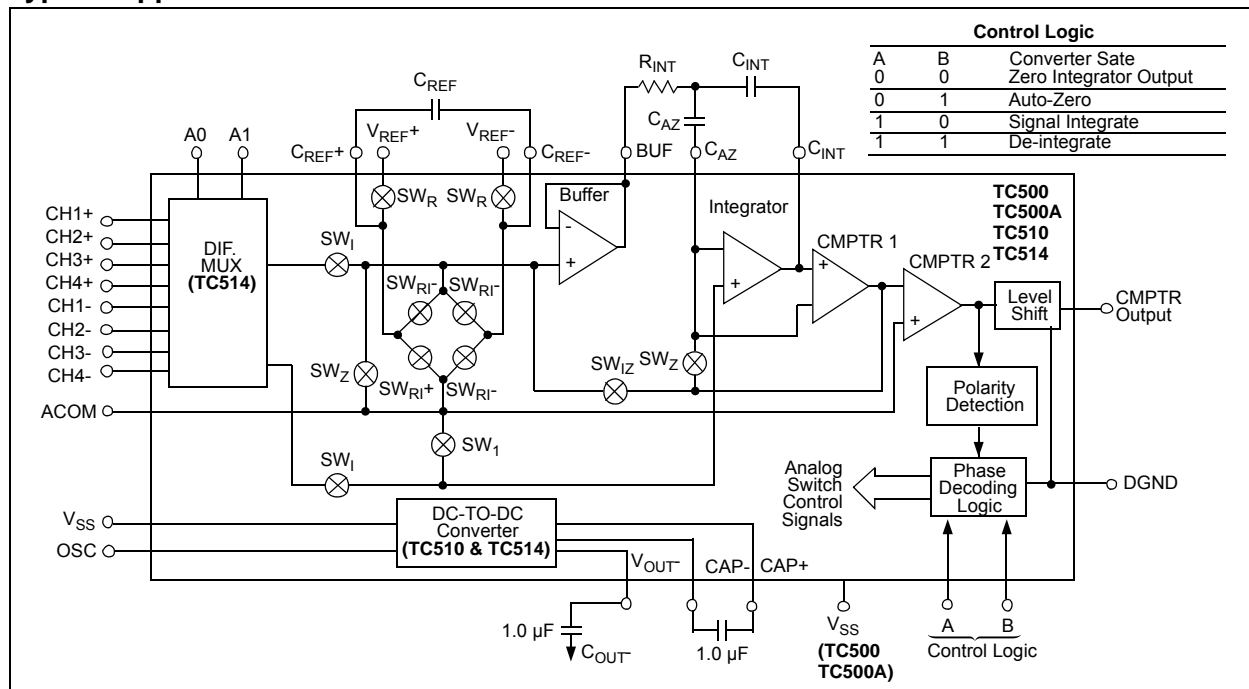 Control Logic
A B Converter Sate
0 0 Zero Integrator Output
0 1 Auto-Zero
1 0 Signal Integrate
1 1 De-integrate
RINT
CINT
CREF
CAZ
A0
A1
VREF+
VREF-
CREF+
CREF-
BUF
CAZ
CINT
SWR
SWR
Buffer
-
+
Integrator
+
CMPTR 1
+
CMPTR 2
+
TC500
TC500A
TC510
TC514
CH1+
CH2+
CH3+
CH4+
CH1-
CH2-
CH3-
CH4-
DIF.
MUX
(TC514)
SWI
SWRI-
SWRI-
SWZ
SWRI+
SWRI-
SWIZ
SWZ
Level
Shift
CMPTR
Output
Polarity
Detection
ACOM
SW1
SWI
Analog
Switch
Control
Signals
Phase
Decoding
Logic
DGND
VSS
OSC
DC-TO-DC
Converter
(TC510 & TC514)
VOUT-
CAP-
CAP+
1.0 µF
COUT-
1.0 µF
VSS
(TC500
TC500A)
A
B
Control Logic